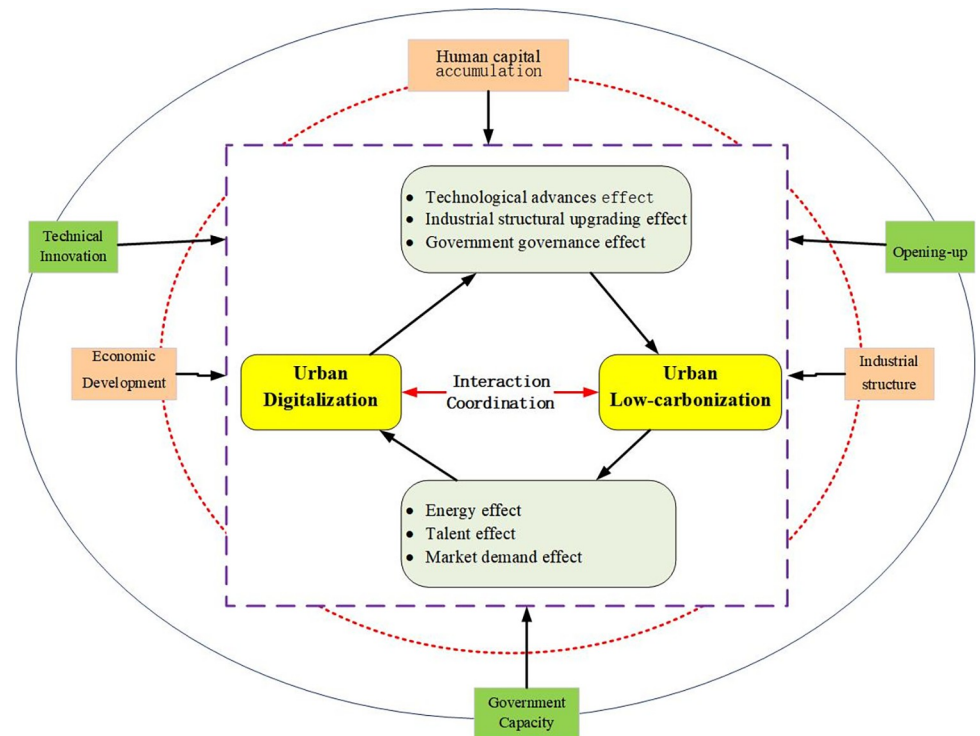 Human capital
accumulation
• Technological advances effect
• Industrial structural upgrading effect
• Government governance effect
Technical
Innovation
Opening-up
Economic
Development
Urban
Digitalization
Interaction
Coordination
Urban
Low-carbonization
Industrial
structure
• Energy effect
• Talent effect
• Market demand effect
Government
Capacity